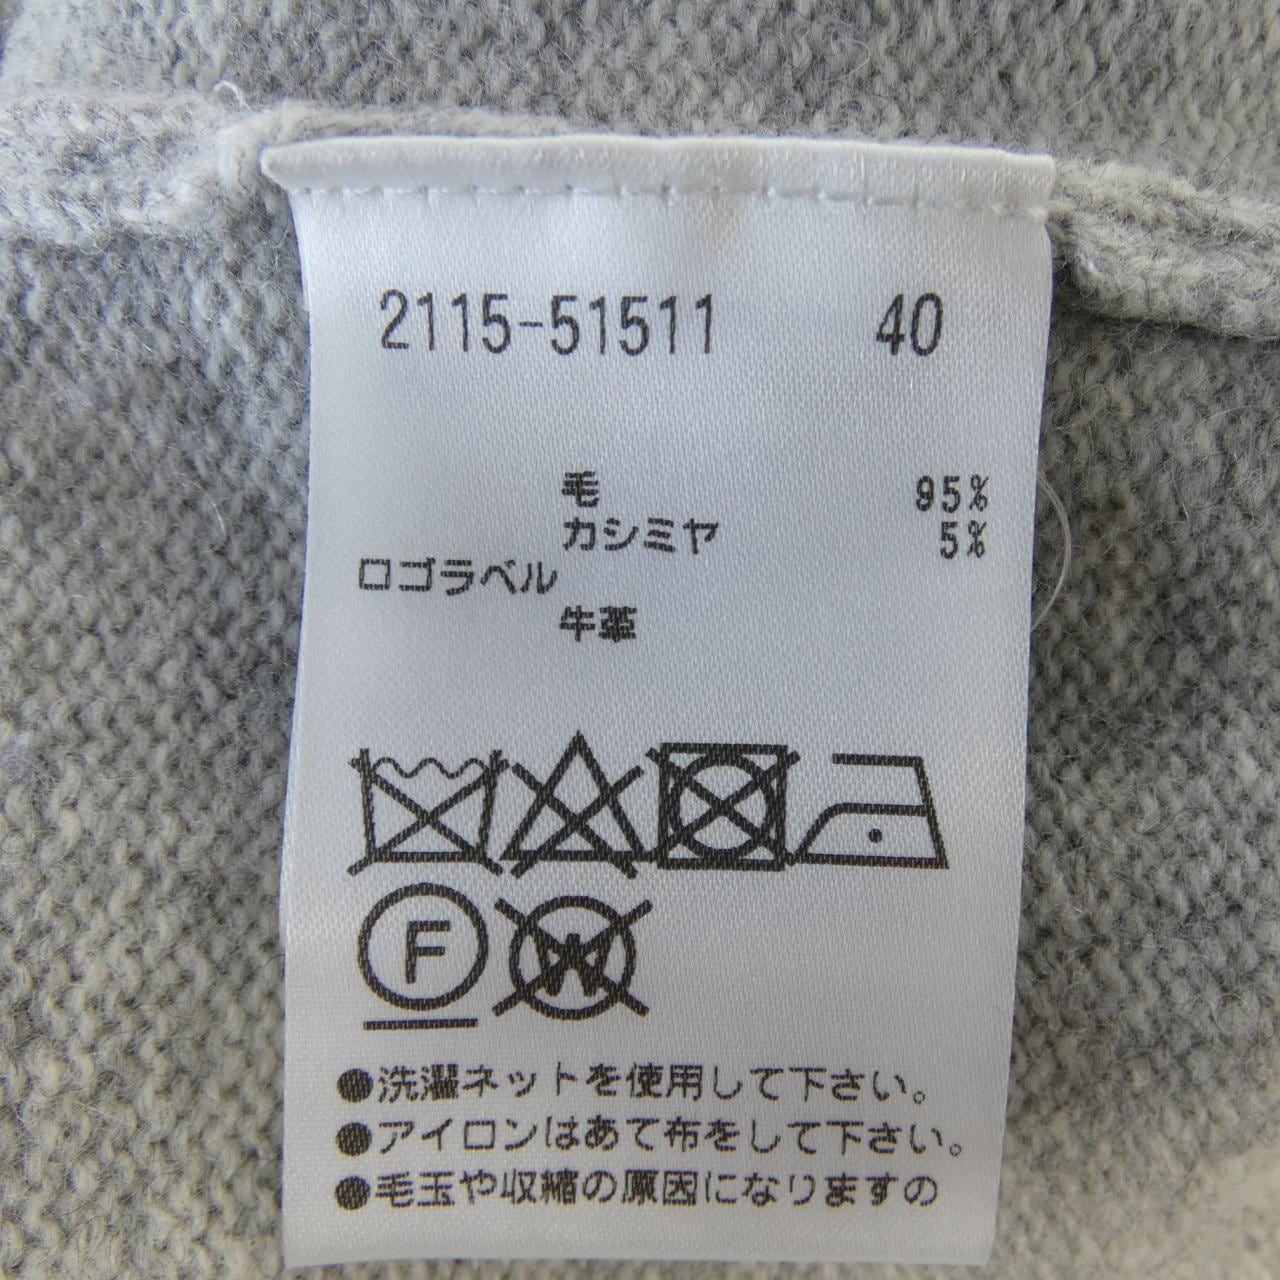 2115-51511 40
毛 95%
カシミヤ 5%
ロゴラベル
牛革
F
W
●洗濯ネットを使用して下さい。
●アイロンはあて布をして下さい。
●毛玉や収縮の原因になりますの